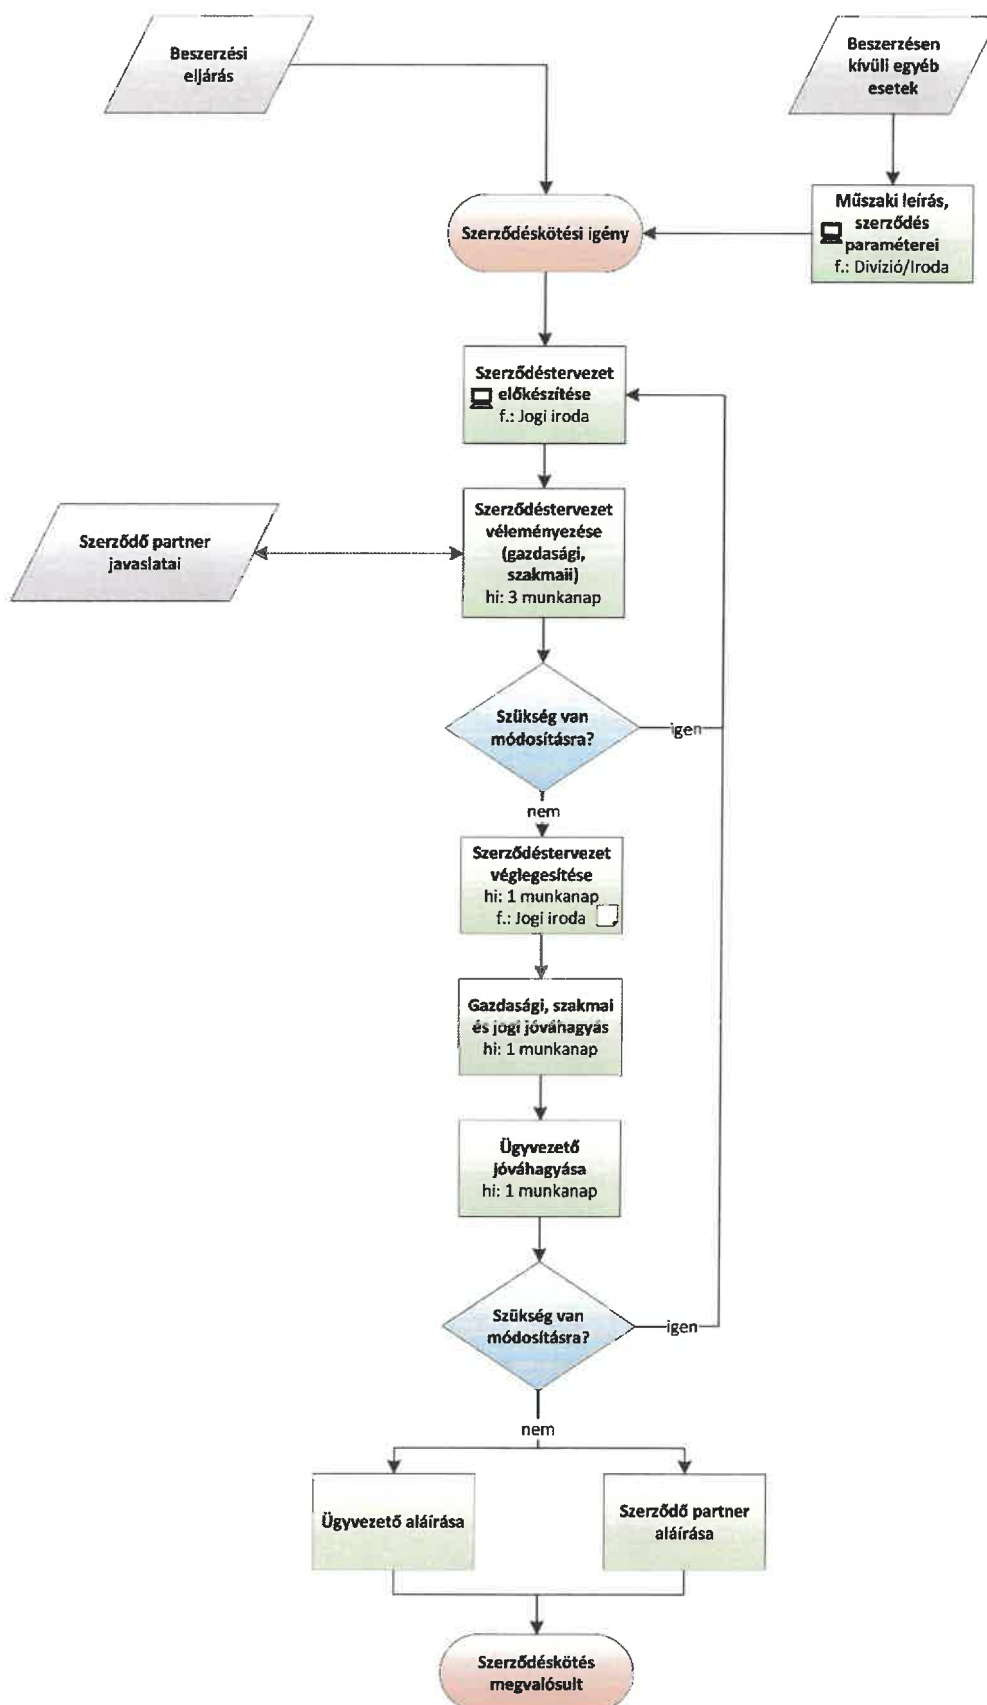 Beszerzési
eljárás
Beszerzésen
kívüli egyéb
esetek
Műszaki leírás,
szerződés
paraméterei
f.: Divízió/Iroda
Szerződéskötési igény
Szerződéstervezet
előkészítése
f.: Jogi iroda
Szerződéstervezet
véleményezése
(gazdasági,
szakmaii)
hi: 3 munkanap
Szerződő partner
javaslatai
Szükség van
módosításra?
igen
nem
Szerződéstervezet
véglegesítése
hi: 1 munkanap
f.: Jogi iroda
Gazdasági, szakmai
és jogi jóváhagyás
hi: 1 munkanap
Ügyvezető
jóváhagyása
hi: 1 munkanap
Szükség van
módosításra?
igen
nem
Ügyvezető aláírása
Szerződő partner
aláírása
Szerződéskötés
megvalósult